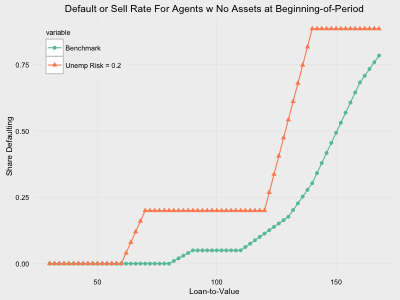 Default or Sell Rate For Agents w No Assets at Beginning-of-Period
variable
Benchmark
Unemp Risk = 0.2
Share Defaulting
0.75
0.50
0.25
0.00
50
100
150
Loan-to-Value